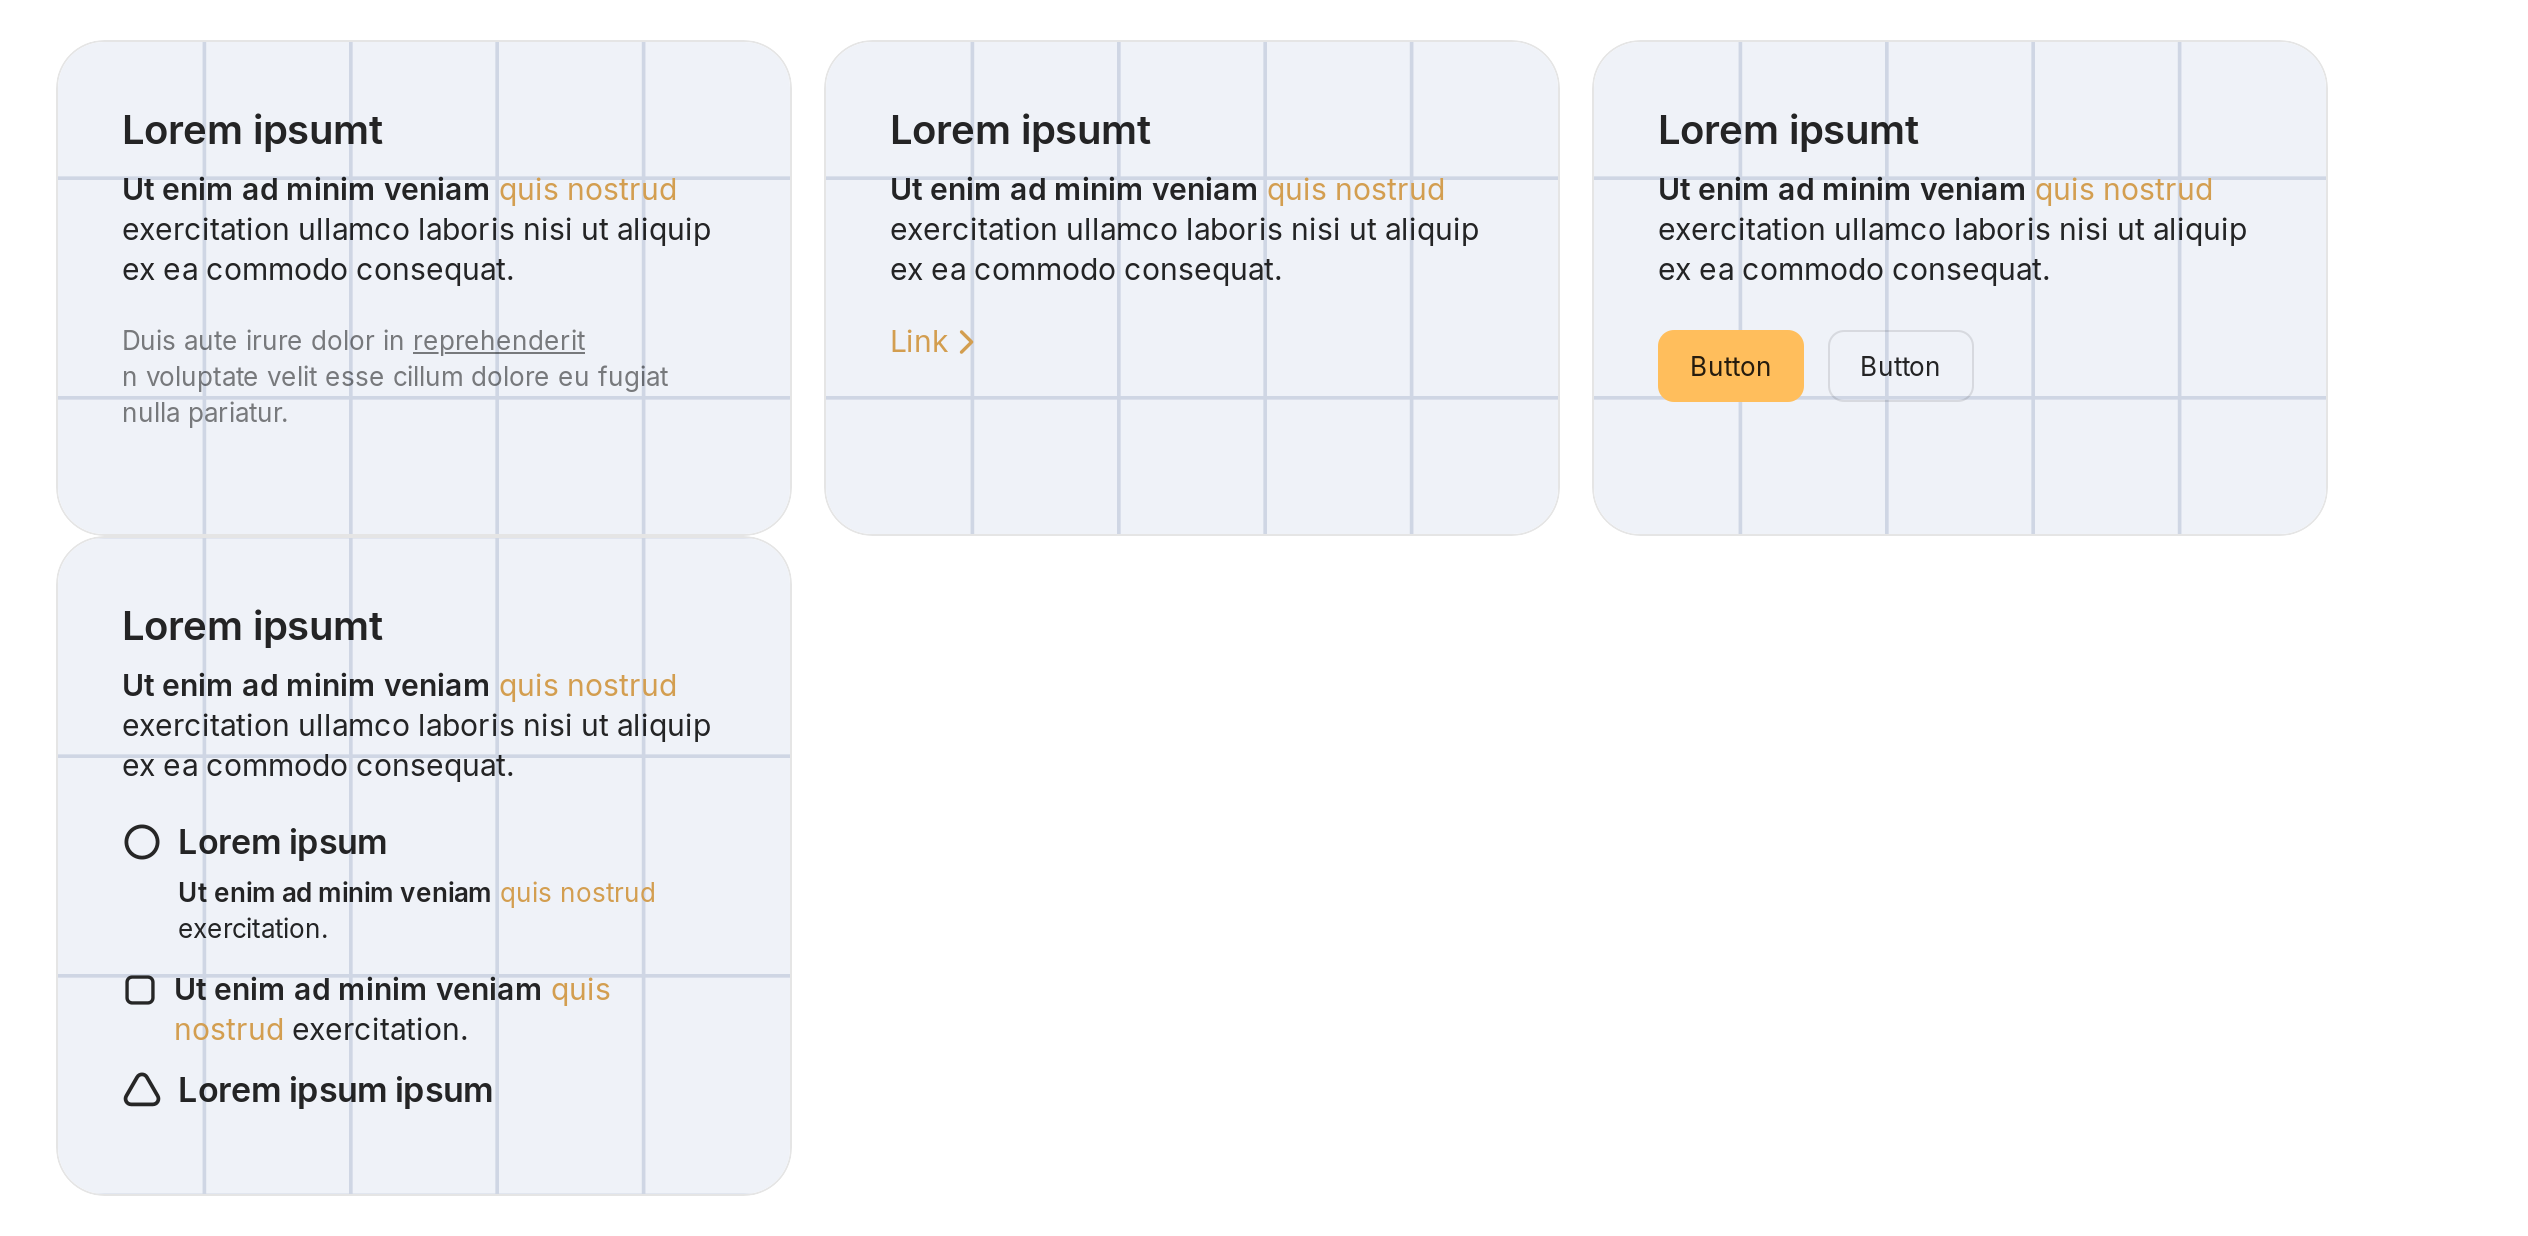 Lorem ipsumt
Ut enim ad minim veniam quis nostrud
exercitation ullamco laboris nisi ut aliquip
ex ea commodo consequat.
Duis aute irure dolor in reprehenderit
n voluptate velit esse cillum dolore eu fugiat
nulla pariatur.
Lorem ipsumt
Ut enim ad minim veniam quis nostrud
exercitation ullamco laboris nisi ut aliquip
ex ea commodo consequat.
Link
Lorem ipsumt
Ut enim ad minim veniam quis nostrud
exercitation ullamco laboris nisi ut aliquip
ex ea commodo consequat.
Button
Button
Lorem ipsumt
Ut enim ad minim veniam quis nostrud
exercitation ullamco laboris nisi ut aliquip
ex ea commodo consequat.
Lorem ipsum
Ut enim ad minim veniam quis nostrud
exercitation.
Ut enim ad minim veniam quis
nostrud exercitation.
Lorem ipsum ipsum